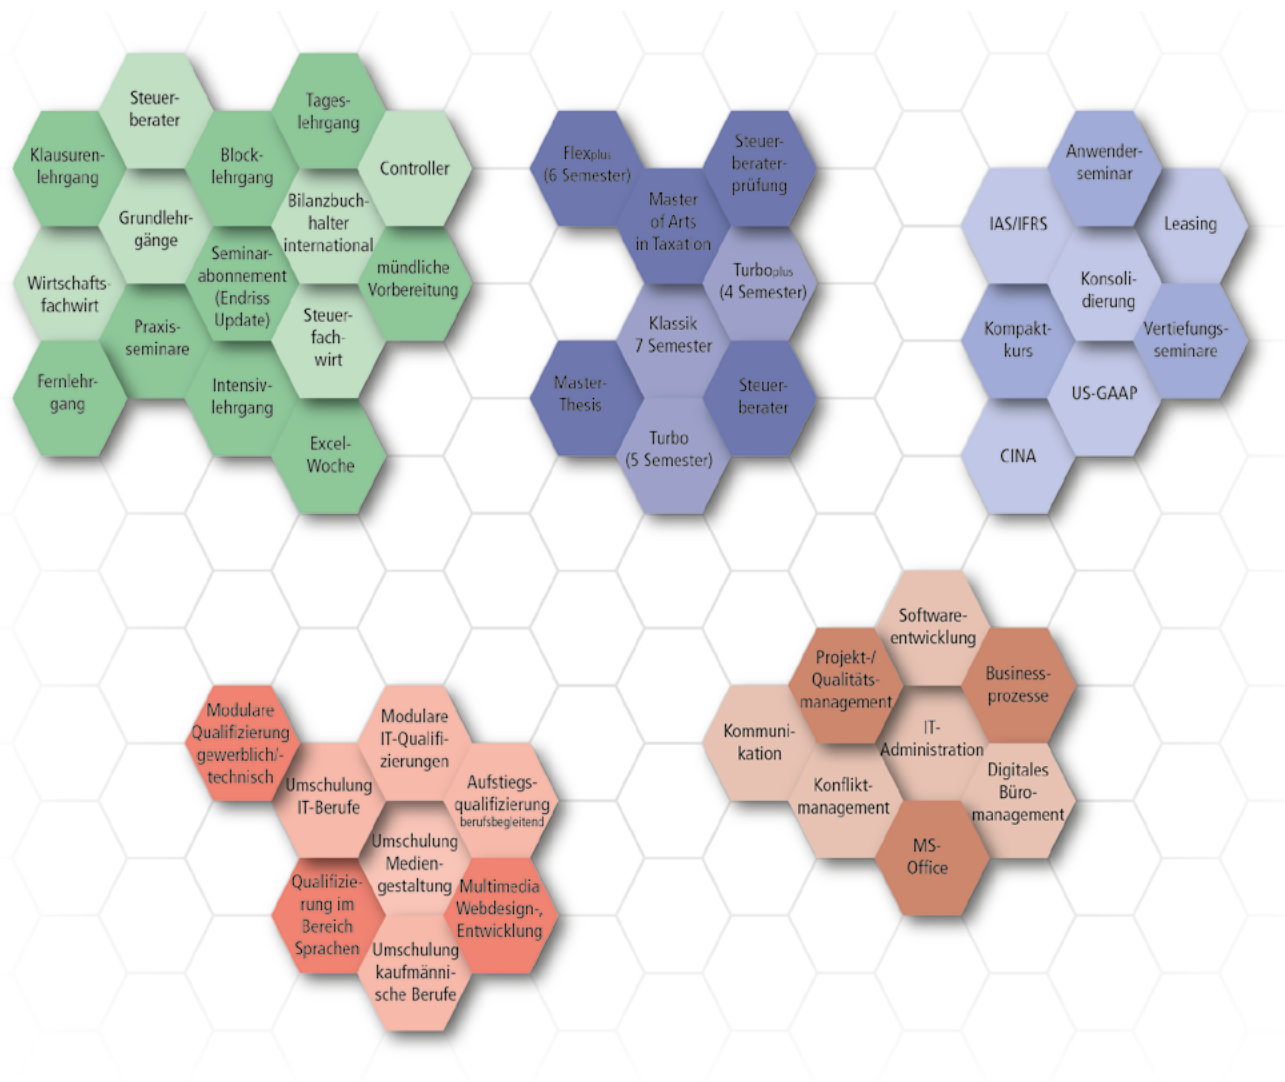 Steuer-
berater
Tages-
lehrgang
Klausuren-
lehrgang
Block-
lehrgang
Controller
Grundlehr-
gänge
Bilanzbuch-
halter
international
Wirtschafts-
fachwirt
Seminar-
abonnement
(Endriss
Update)
mündliche
Vorbereitung
Praxis-
seminare
Steuer-
fach-
wirt
Fernlehr-
gang
Intensiv-
lehrgang
Excel-
Woche
Flexplus
(6 Semester)
Steuer-
berater-
prüfung
Master
of Arts
in Taxation
Turboplus
(4 Semester)
Klassik
7 Semester
Master-
Thesis
Steuer-
berater
Turbo
(5 Semester)
Anwender-
seminar
IAS/IFRS
Leasing
Konsoli-
dierung
Kompakt-
kurs
Vertiefungs-
seminare
US-GAAP
CINA
Modulare
Qualifizierung
gewerblich/-
technisch
Modulare
IT-Qualifi-
zierungen
Umschulung
IT-Berufe
Aufstiegs-
qualifizierung
berufsbegleitend
Umschulung
Medien-
gestaltung
Qualifizie-
rung im
Bereich
Sprachen
Multimedia
Webdesign-,
Entwicklung
Umschulung
kaufmänni-
sche Berufe
Software-
entwicklung
Projekt-/
Qualitäts-
management
Business-
prozesse
Kommuni-
kation
IT-
Administration
Konflikt-
management
Digitales
Büro-
management
MS-
Office